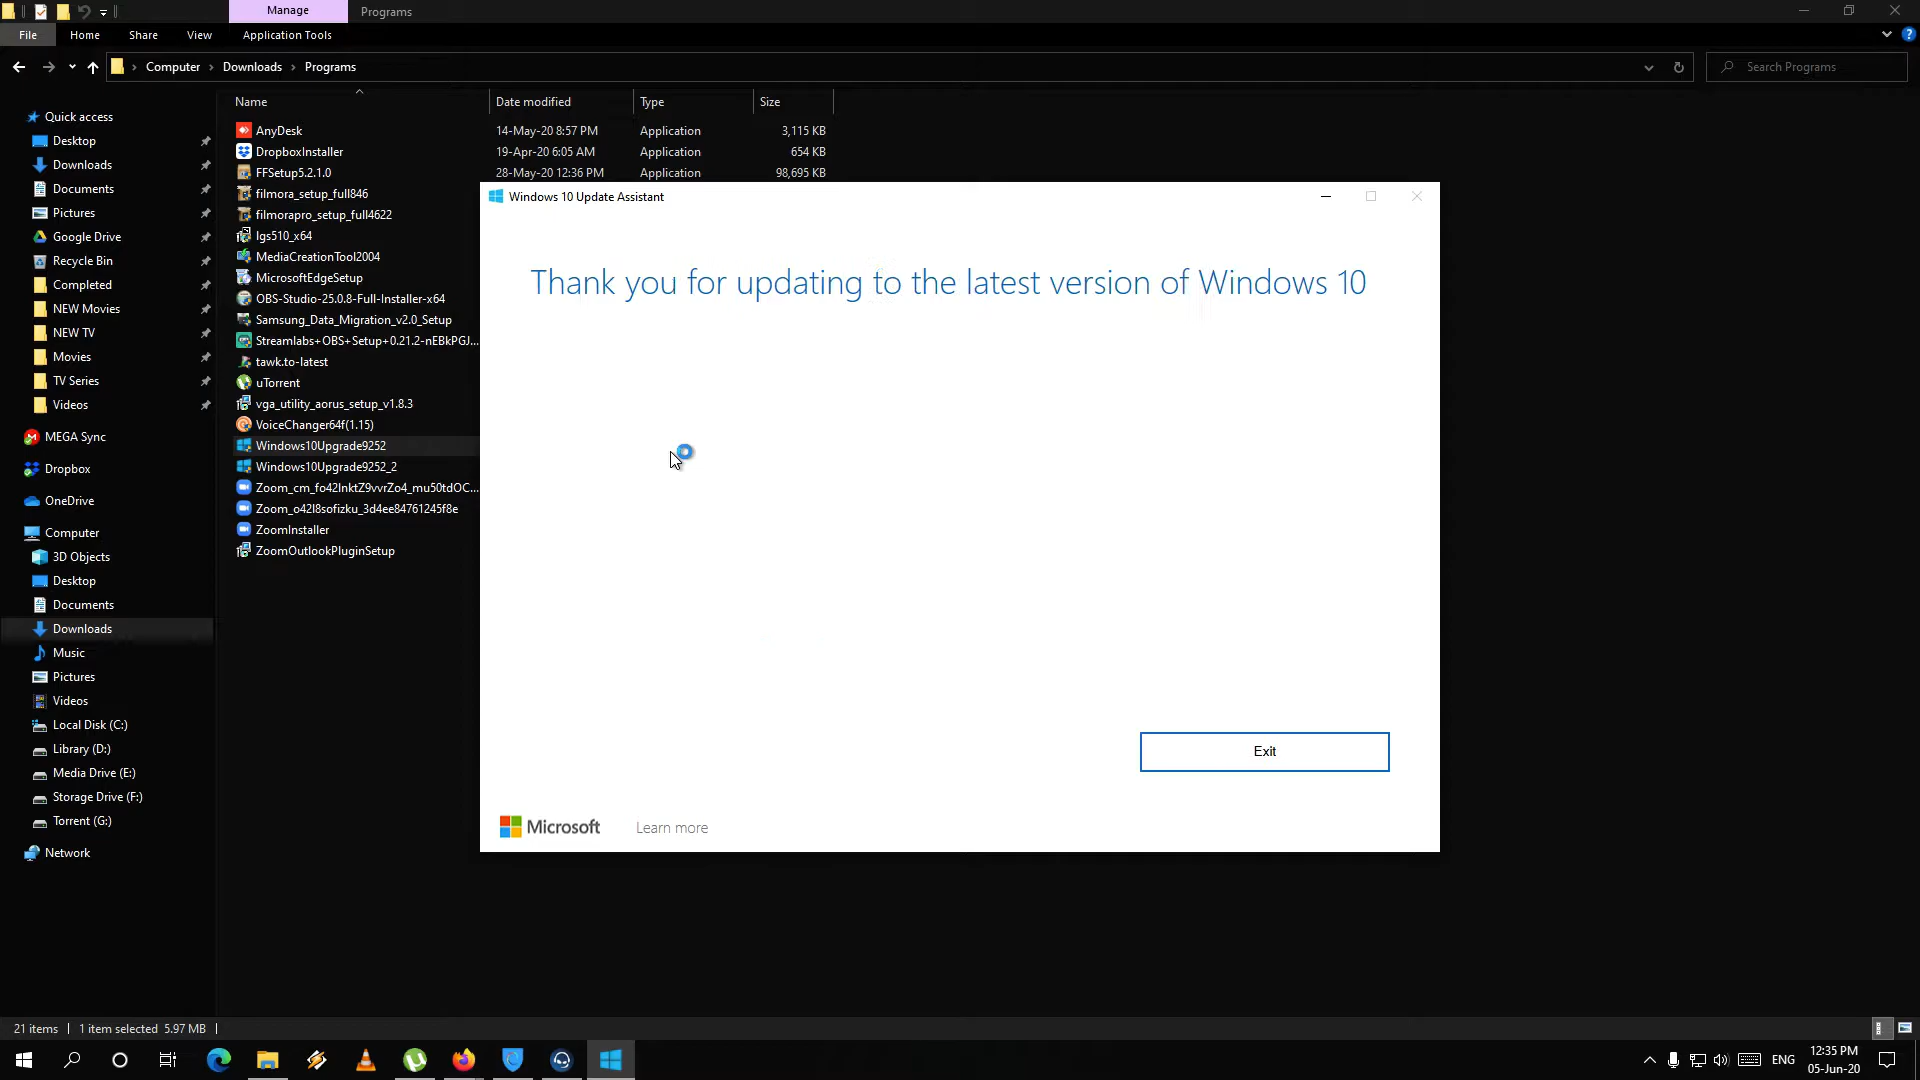 Manage
Programs
File
Home
Share
View
Application Tools
Computer
Downloads
Programs
Search Programs
Quick access
Desktop
Downloads
Documents
Pictures
Google Drive
Recycle Bin
Completed
NEW Movies
NEW TV
Movies
TV Series
Videos
MEGA Sync
Dropbox
OneDrive
Computer
3D Objects
Desktop
Documents
Downloads
Music
Pictures
Videos
Local Disk (C:)
Library (D:)
Media Drive (E:)
Storage Drive (F:)
Torrent (G:)
Network
Name Date modified Type Size
AnyDesk 14-May-20 8:57 PM Application 3,115 KB
DropboxInstaller 19-Apr-20 6:05 AM Application 654 KB
FFSetup5.2.1.0 28-May-20 12:36 PM Application 98,695 KB
filmora_setup_full846
filmorapro_setup_full4622
lgs510_x64
MediaCreationTool2004
MicrosoftEdgeSetup
OBS-Studio-25.0.8-Full-Installer-x64
Samsung_Data_Migration_v2.0_Setup
Streamlabs+OBS+Setup+0.21.2-nEBkPGJ...
tawk.to-latest
uTorrent
vga_utility_aorus_setup_v1.8.3
VoiceChanger64f(1.15)
Windows10Upgrade9252
Windows10Upgrade9252_2
Zoom_cm_fo42lnktZ9vvrZo4_mu50tdOC...
Zoom_o42l8sofizku_3d4ee84761245f8e
ZoomInstaller
ZoomOutlookPluginSetup
Windows 10 Update Assistant
Thank you for updating to the latest version of Windows 10
Exit
Microsoft
Learn more
21 items
1 item selected 5.97 MB
ENG
12:35 PM
05-Jun-20